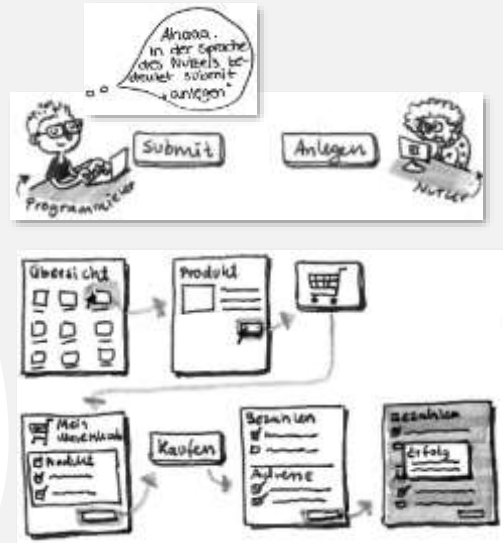 Ahaaa.
in der Sprache
des Nutzers be-
deutet submit
"anlegen"
Submit
Anlegen
Programmierer
Nutzer
Übersicht
Produkt
Mein
Warenkorb
Produkt
Kaufen
Bezahlen
Adresse
Bezahlen
Erfolg